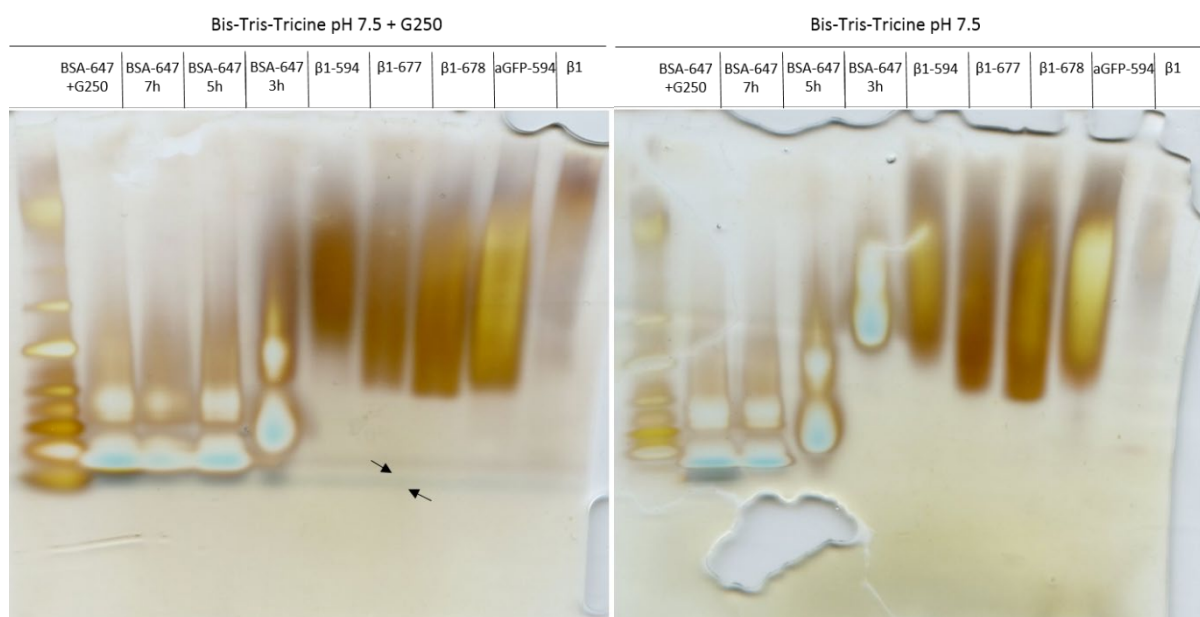 Bis-Tris-Tricine pH 7.5 + G250
BSA-647 +G250
BSA-647 7h
BSA-647 5h
BSA-647 3h
β1-594
β1-677
β1-678
aGFP-594
β1
Bis-Tris-Tricine pH 7.5
BSA-647 +G250
BSA-647 7h
BSA-647 5h
BSA-647 3h
β1-594
β1-677
β1-678
aGFP-594
β1